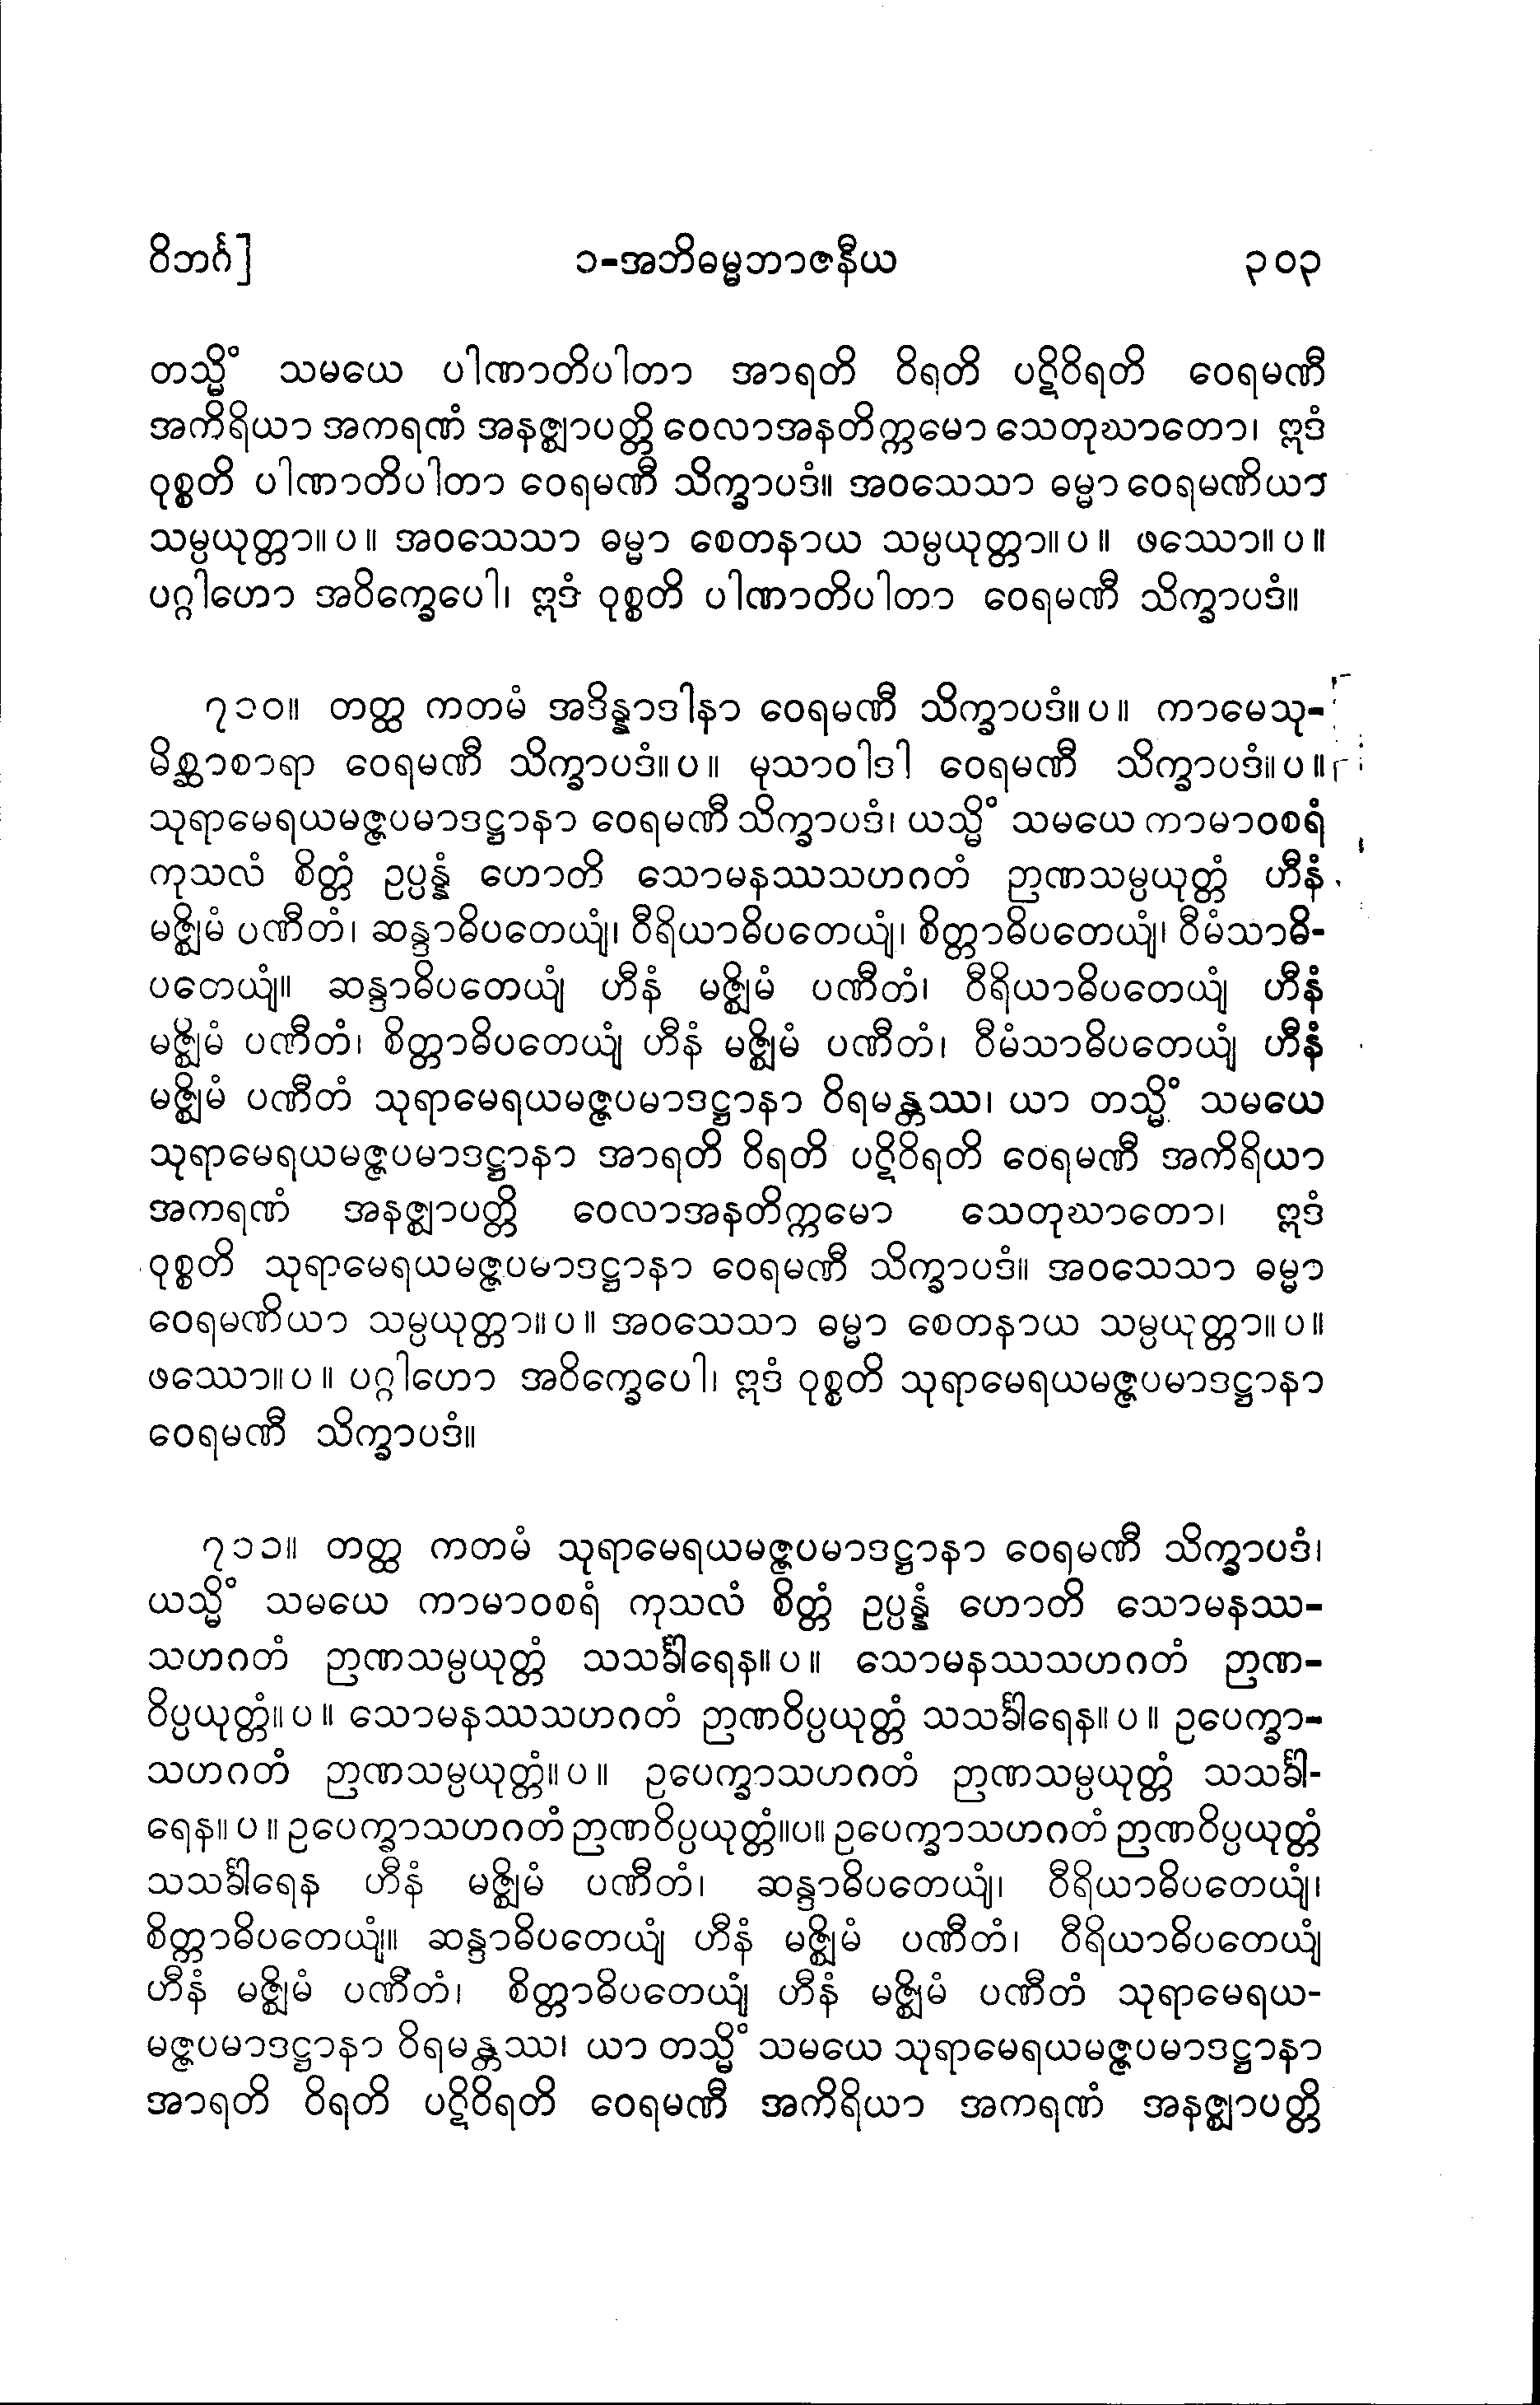 ဝိဘင်္ဂ]
၁-အဘိဓမ္မဘာဇနီယ
၃၀၃
တသ္မိံ သမယေ ပါဏာတိပါတာ အာရတိ ဝိရတိ ပဋိဝိရတိ ဝေရမဏီ
အကိရိယာ အကရဏံ အနဇ္ဈာပတ္တိ ဝေလာအနတိက္ကမော သေတုဃာတော၊ ဣဒံ
ဝုစ္စတိ ပါဏာတိပါတာ ဝေရမဏီ သိက္ခာပဒံ။ အဝသေသာ ဓမ္မာ ဝေရမဏိယာ
သမ္ပယုတ္တာ။ ပ ။ အဝသေသာ ဓမ္မာ စေတနာယ သမ္ပယုတ္တာ။ ပ ။ ဖဿော။ ပ ။
ပဂ္ဂါဟော အဝိက္ခေပေါ၊ ဣဒံ ဝုစ္စတိ ပါဏာတိပါတာ ဝေရမဏီ သိက္ခာပဒံ။
၇၁၀။ တတ္ထ ကတမံ အဒိန္နာဒါနာ ဝေရမဏီ သိက္ခာပဒံ။ ပ ။ ကာမေသု-
မိစ္ဆာစာရာ ဝေရမဏီ သိက္ခာပဒံ။ ပ ။ မုသာဝါဒါ ဝေရမဏီ သိက္ခာပဒံ။ ပ ။
သုရာမေရယမဇ္ဇပမာဒဋ္ဌာနာ ဝေရမဏီ သိက္ခာပဒံ၊ ယသ္မိံ သမယေ ကာမာဝစရံ
ကုသလံ စိတ္တံ ဥပ္ပန္နံ ဟောတိ သောမနဿသဟဂတံ ဉာဏသမ္ပယုတ္တံ ဟီနံ
မဇ္ဈိမံ ပဏီတံ၊ ဆန္ဒာဓိပတေယျံ၊ ဝီရိယာဓိပတေယျံ၊ စိတ္တာဓိပတေယျံ၊ ဝီမံသာဓိ-
ပတေယျံ။ ဆန္ဒာဓိပတေယျံ ဟီနံ မဇ္ဈိမံ ပဏီတံ၊ ဝီရိယာဓိပတေယျံ ဟီနံ
မဇ္ဈိမံ ပဏီတံ၊ စိတ္တာဓိပတေယျံ ဟီနံ မဇ္ဈိမံ ပဏီတံ၊ ဝီမံသာဓိပတေယျံ ဟီနံ
မဇ္ဈိမံ ပဏီတံ သုရာမေရယမဇ္ဇပမာဒဋ္ဌာနာ ဝိရမန္တဿ၊ ယာ တသ္မိံ သမယေ
သုရာမေရယမဇ္ဇပမာဒဋ္ဌာနာ အာရတိ ဝိရတိ ပဋိဝိရတိ ဝေရမဏီ အကိရိယာ
အကရဏံ အနဇ္ဈာပတ္တိ ဝေလာအနတိက္ကမော သေတုဃာတော၊ ဣဒံ
ဝုစ္စတိ သုရာမေရယမဇ္ဇပမာဒဋ္ဌာနာ ဝေရမဏီ သိက္ခာပဒံ။ အဝသေသာ ဓမ္မာ
ဝေရမဏိယာ သမ္ပယုတ္တာ။ ပ ။ အဝသေသာ ဓမ္မာ စေတနာယ သမ္ပယုတ္တာ။ ပ ။
ဖဿော။ ပ ။ ပဂ္ဂါဟော အဝိက္ခေပေါ၊ ဣဒံ ဝုစ္စတိ သုရာမေရယမဇ္ဇပမာဒဋ္ဌာနာ
ဝေရမဏီ သိက္ခာပဒံ။
၇၁၁။ တတ္ထ ကတမံ သုရာမေရယမဇ္ဇပမာဒဋ္ဌာနာ ဝေရမဏီ သိက္ခာပဒံ၊
ယသ္မိံ သမယေ ကာမာဝစရံ ကုသလံ စိတ္တံ ဥပ္ပန္နံ ဟောတိ သောမနဿ-
သဟဂတံ ဉာဏသမ္ပယုတ္တံ သသင်္ခါရေန။ ပ ။ သောမနဿသဟဂတံ ဉာဏ-
ဝိပ္ပယုတ္တံ။ ပ ။ သောမနဿသဟဂတံ ဉာဏဝိပ္ပယုတ္တံ သသင်္ခါရေန။ ပ ။ ဥပေက္ခာ-
သဟဂတံ ဉာဏသမ္ပယုတ္တံ။ ပ ။ ဥပေက္ခာသဟဂတံ ဉာဏသမ္ပယုတ္တံ သသင်္ခါ-
ရေန။ ပ ။ ဥပေက္ခာသဟဂတံ ဉာဏဝိပ္ပယုတ္တံ။ပ။ ဥပေက္ခာသဟဂတံ ဉာဏဝိပ္ပယုတ္တံ
သသင်္ခါရေန ဟီနံ မဇ္ဈိမံ ပဏီတံ၊ ဆန္ဒာဓိပတေယျံ၊ ဝီရိယာဓိပတေယျံ၊
စိတ္တာဓိပတေယျံ။ ဆန္ဒာဓိပတေယျံ ဟီနံ မဇ္ဈိမံ ပဏီတံ၊ ဝီရိယာဓိပတေယျံ
ဟီနံ မဇ္ဈိမံ ပဏီတံ၊ စိတ္တာဓိပတေယျံ ဟီနံ မဇ္ဈိမံ ပဏီတံ သုရာမေရယ-
မဇ္ဇပမာဒဋ္ဌာနာ ဝိရမန္တဿ၊ ယာ တသ္မိံ သမယေ သုရာမေရယမဇ္ဇပမာဒဋ္ဌာနာ
အာရတိ ဝိရတိ ပဋိဝိရတိ ဝေရမဏီ အကိရိယာ အကရဏံ အနဇ္ဈာပတ္တိ